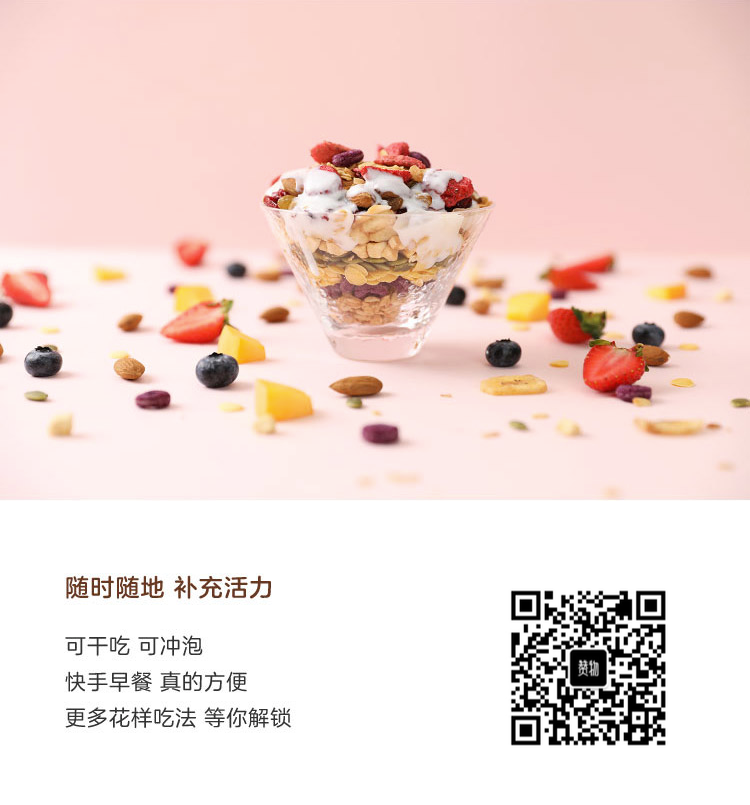 随时随地 补充活力
可干吃 可冲泡
快手早餐 真的方便
更多花样吃法 等你解锁
赞物